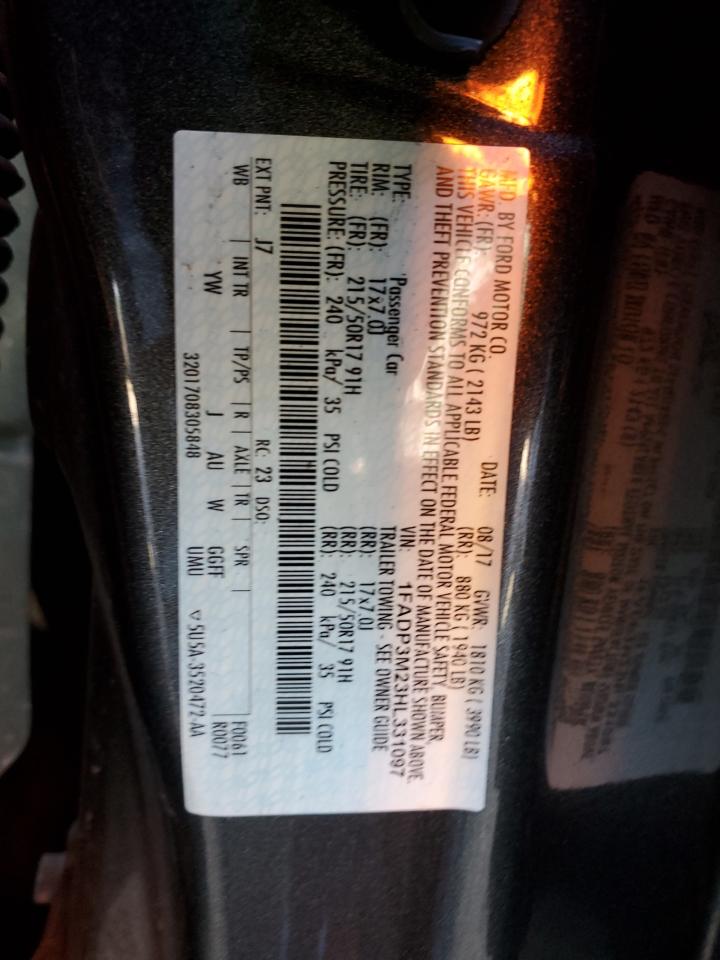 MFD. BY FORD MOTOR CO. DATE: 08/17 GVWR: 1810 KG ( 3990 LB)
GAWR: (FR): 972 KG ( 2143 LB) (RR): 880 KG ( 1940 LB)
THIS VEHICLE CONFORMS TO ALL APPLICABLE FEDERAL MOTOR VEHICLE SAFETY, BUMPER,
AND THEFT PREVENTION STANDARDS IN EFFECT ON THE DATE OF MANUFACTURE SHOWN ABOVE.
VIN: 1FADP3M23HL331097
TYPE: Passenger Car TRAILER TOWING - SEE OWNER GUIDE
RIM: (FR): 17x7.0J (RR): 17x7.0J
TIRE: (FR): 215/50R17 91H (RR): 215/50R17 91H
PRESSURE: (FR): 240 kPa/ 35 PSI COLD (RR): 240 kPa/ 35 PSI COLD
EXT PNT: J7 RC: 23 DSO: F0061
WB | INT TR | TP/PS | R | AXLE | TR | SPR | R0077
YW J AU W GGFF
3201708305848 UMU ▽ 5U5A-3520472-AA